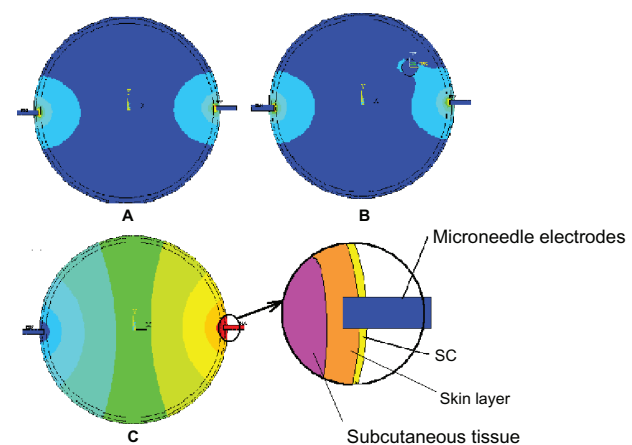 A
B
Microneedle electrodes
SC
Skin layer
Subcutaneous tissue
C